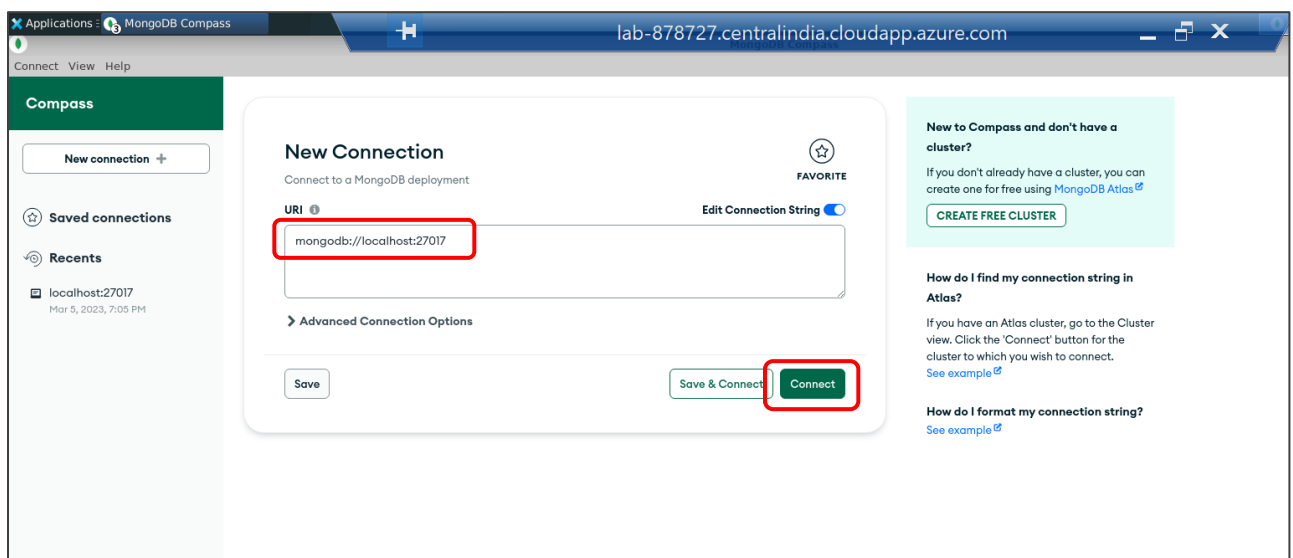 Applications
MongoDB Compass
lab-878727.centralindia.cloudapp.azure.com
MongoDB Compass
Connect View Help
Compass
New connection +
Saved connections
Recents
localhost:27017
Mar 5, 2023, 7:05 PM
New Connection
Connect to a MongoDB deployment
FAVORITE
URI
Edit Connection String
mongodb://localhost:27017
Advanced Connection Options
Save
Save & Connect
Connect
New to Compass and don't have a
cluster?
If you don't already have a cluster, you can
create one for free using MongoDB Atlas
CREATE FREE CLUSTER
How do I find my connection string in
Atlas?
If you have an Atlas cluster, go to the Cluster
view. Click the 'Connect' button for the
cluster to which you wish to connect.
See example
How do I format my connection string?
See example